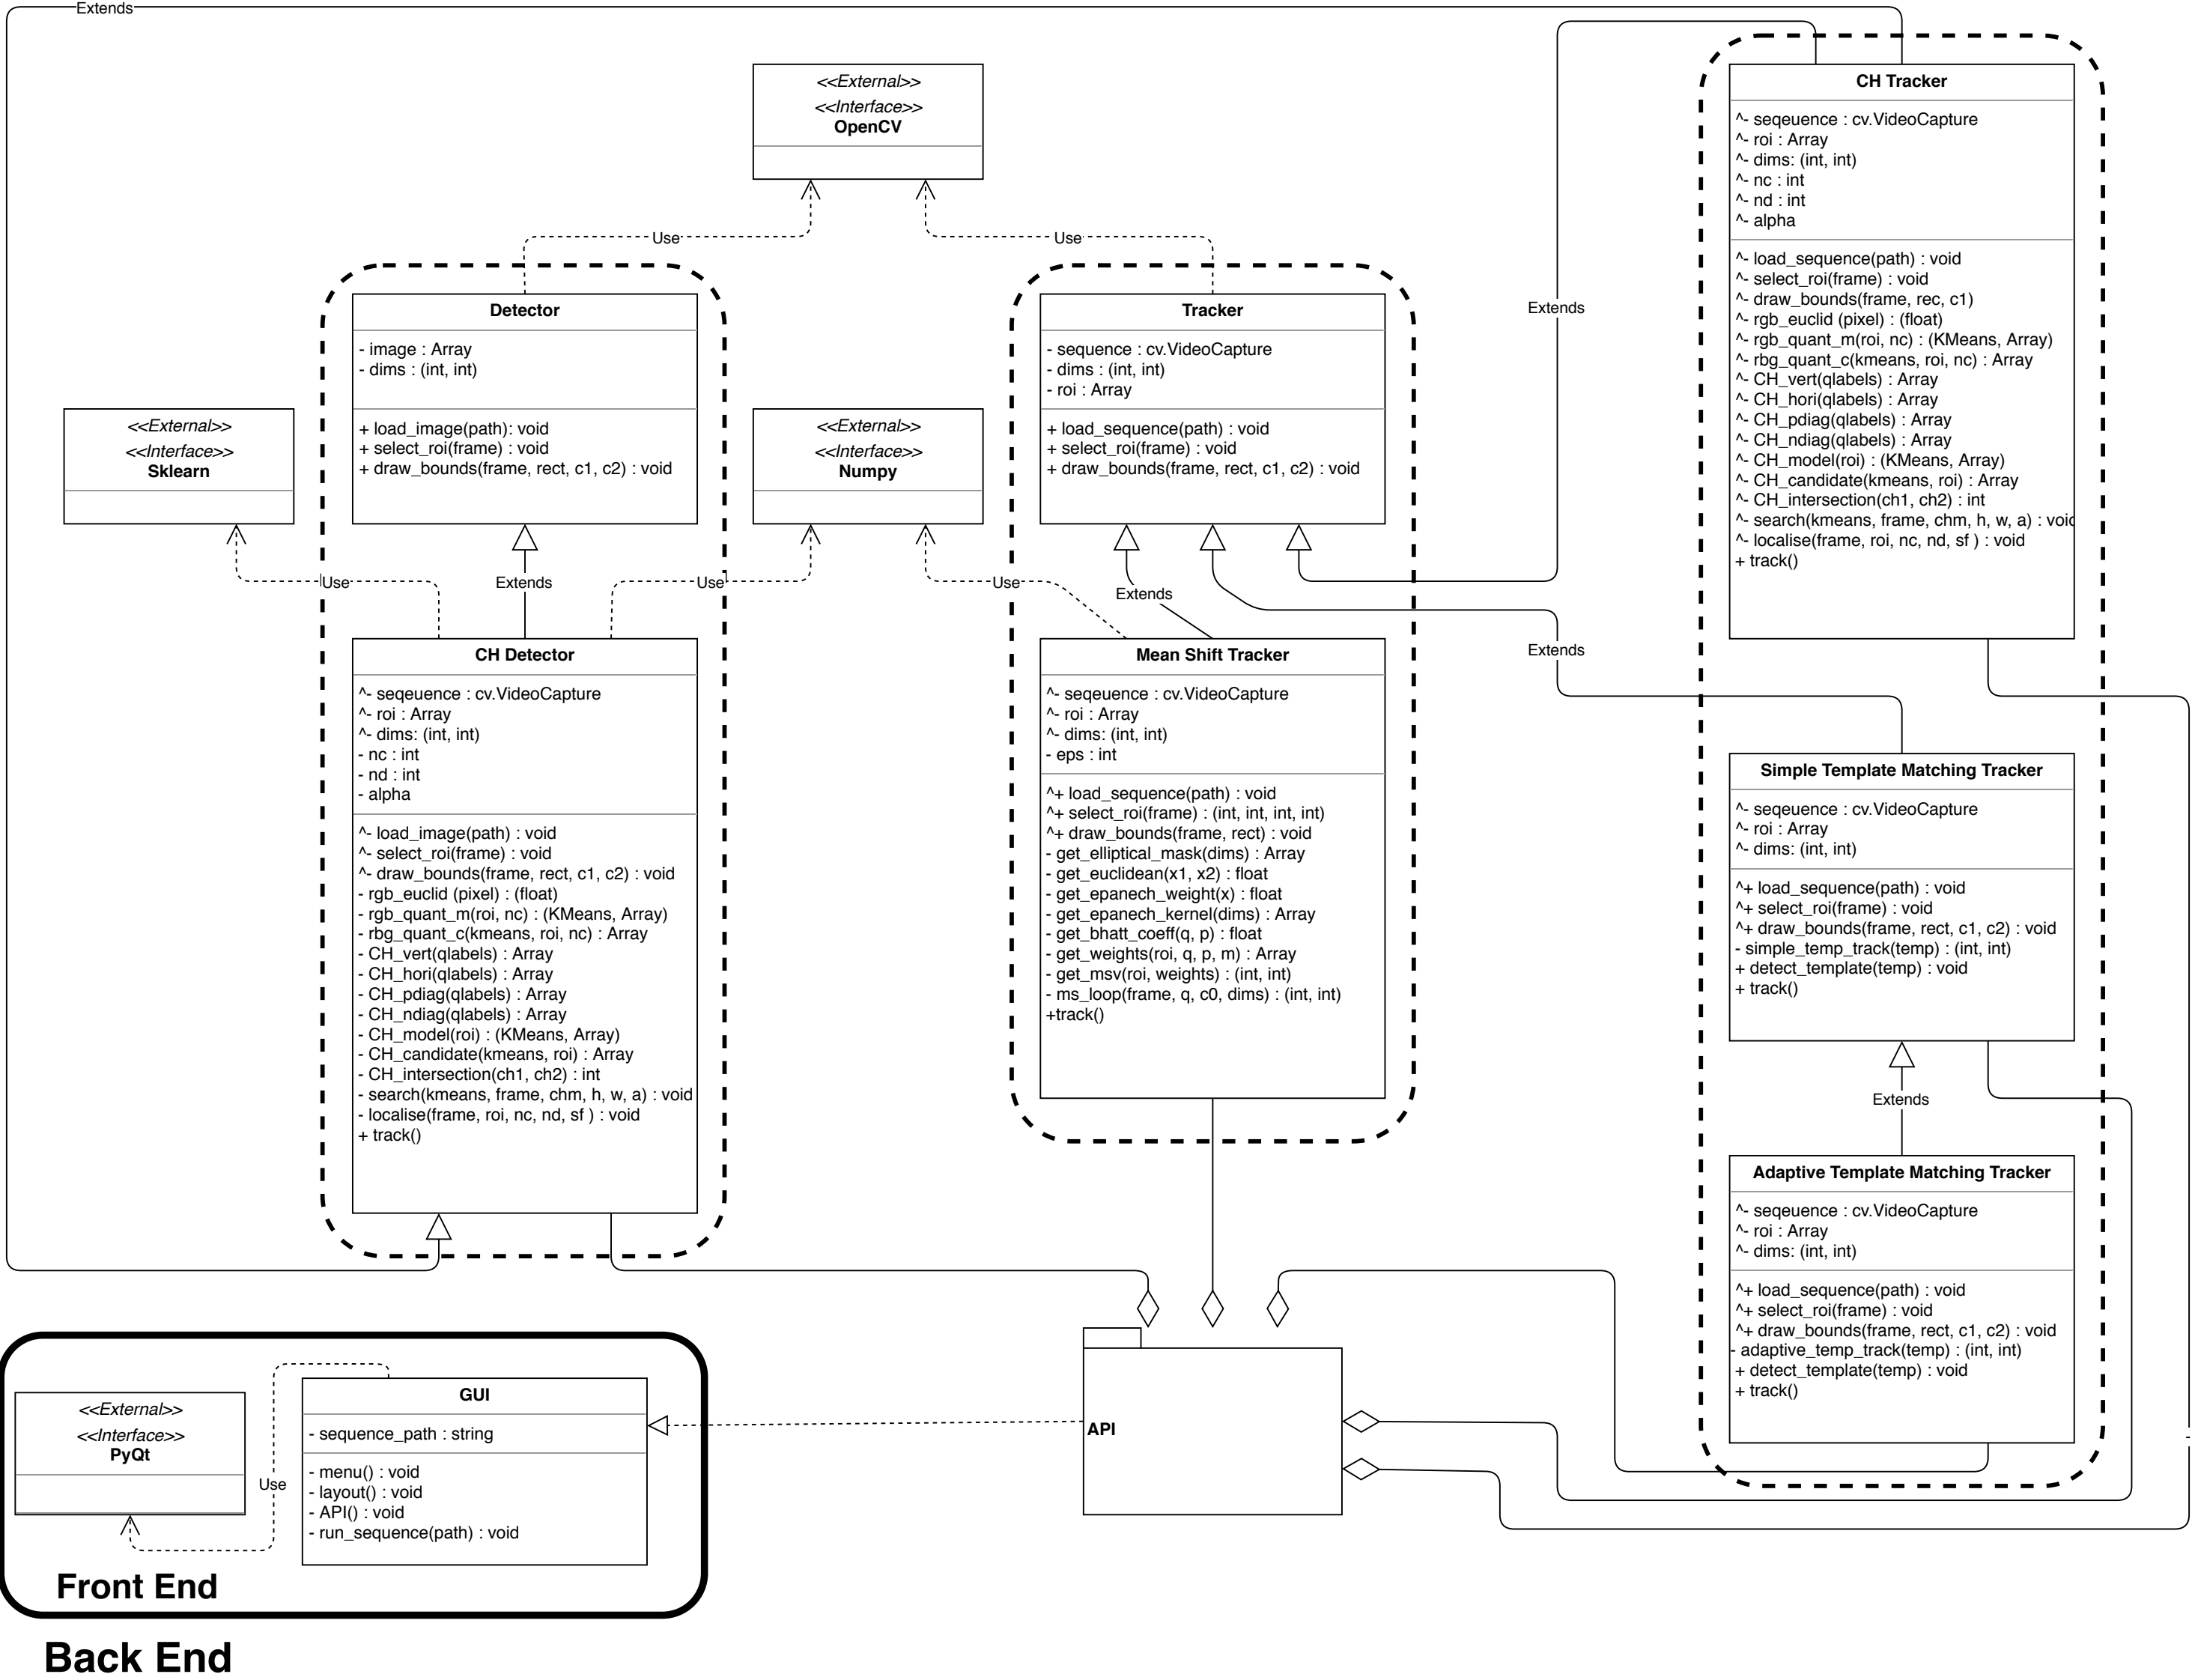 Extends
<<External>>
<<Interface>>
OpenCV
Use
Use
Detector
- image : Array
- dims : (int, int)
+ load_image(path): void
+ select_roi(frame) : void
+ draw_bounds(frame, rect, c1, c2) : void
Tracker
- sequence : cv.VideoCapture
- dims : (int, int)
- roi : Array
+ load_sequence(path) : void
+ select_roi(frame) : void
+ draw_bounds(frame, rect, c1, c2) : void
<<External>>
<<Interface>>
Sklearn
<<External>>
<<Interface>>
Numpy
Use
Extends
Use
Use
Extends
Extends
Extends
CH Detector
^- seqeuence : cv.VideoCapture
^- roi : Array
^- dims: (int, int)
- nc : int
- nd : int
- alpha
^- load_image(path) : void
^- select_roi(frame) : void
^- draw_bounds(frame, rect, c1, c2) : void
- rgb_euclid (pixel) : (float)
- rgb_quant_m(roi, nc) : (KMeans, Array)
- rbg_quant_c(kmeans, roi, nc) : Array
- CH_vert(qlabels) : Array
- CH_hori(qlabels) : Array
- CH_pdiag(qlabels) : Array
- CH_ndiag(qlabels) : Array
- CH_model(roi) : (KMeans, Array)
- CH_candidate(kmeans, roi) : Array
- CH_intersection(ch1, ch2) : int
- search(kmeans, frame, chm, h, w, a) : void
- localise(frame, roi, nc, nd, sf ) : void
+ track()
Mean Shift Tracker
^- seqeuence : cv.VideoCapture
^- roi : Array
^- dims: (int, int)
- eps : int
^+ load_sequence(path) : void
^+ select_roi(frame) : (int, int, int, int)
^+ draw_bounds(frame, rect) : void
- get_elliptical_mask(dims) : Array
- get_euclidean(x1, x2) : float
- get_epanech_weight(x) : float
- get_epanech_kernel(dims) : Array
- get_bhatt_coeff(q, p) : float
- get_weights(roi, q, p, m) : Array
- get_msv(roi, weights) : (int, int)
- ms_loop(frame, q, c0, dims) : (int, int)
+track()
CH Tracker
^- seqeuence : cv.VideoCapture
^- roi : Array
^- dims: (int, int)
^- nc : int
^- nd : int
^- alpha
^- load_sequence(path) : void
^- select_roi(frame) : void
^- draw_bounds(frame, rec, c1)
^- rgb_euclid (pixel) : (float)
^- rgb_quant_m(roi, nc) : (KMeans, Array)
^- rbg_quant_c(kmeans, roi, nc) : Array
^- CH_vert(qlabels) : Array
^- CH_hori(qlabels) : Array
^- CH_pdiag(qlabels) : Array
^- CH_ndiag(qlabels) : Array
^- CH_model(roi) : (KMeans, Array)
^- CH_candidate(kmeans, roi) : Array
^- CH_intersection(ch1, ch2) : int
^- search(kmeans, frame, chm, h, w, a) : void
^- localise(frame, roi, nc, nd, sf ) : void
+ track()
Simple Template Matching Tracker
^- seqeuence : cv.VideoCapture
^- roi : Array
^- dims: (int, int)
^+ load_sequence(path) : void
^+ select_roi(frame) : void
^+ draw_bounds(frame, rect, c1, c2) : void
- simple_temp_track(temp) : (int, int)
+ detect_template(temp) : void
+ track()
Extends
Adaptive Template Matching Tracker
^- seqeuence : cv.VideoCapture
^- roi : Array
^- dims: (int, int)
^+ load_sequence(path) : void
^+ select_roi(frame) : void
^+ draw_bounds(frame, rect, c1, c2) : void
- adaptive_temp_track(temp) : (int, int)
+ detect_template(temp) : void
+ track()
<<External>>
<<Interface>>
PyQt
Use
GUI
- sequence_path : string
- menu() : void
- layout() : void
- API() : void
- run_sequence(path) : void
API
Front End
Back End